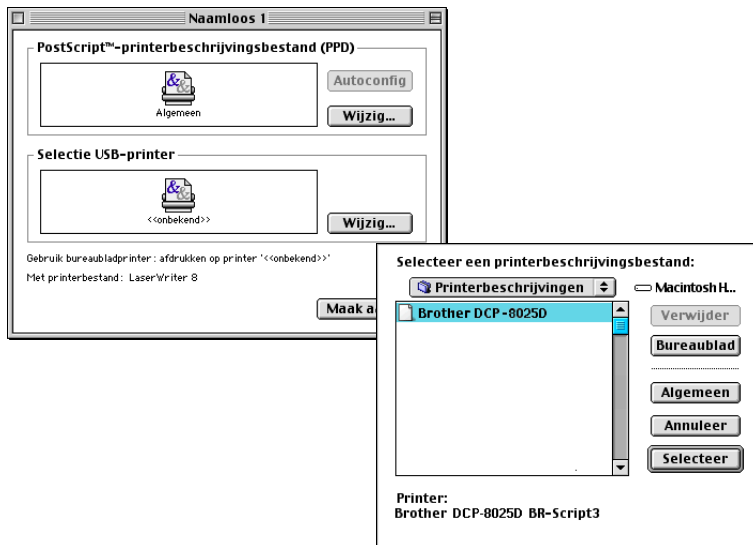 Naamloos 1
PostScript™-printerbeschrijvingsbestand (PPD)
Algemeen
Autoconfig
Wijzig...
Selectie USB-printer
<<onbekend>>
Wijzig...
Gebruik bureaubladprinter: afdrukken op printer '<<onbekend>>'
Met printerbestand: LaserWriter 8
Maak a
Selecteer een printerbeschrijvingsbestand:
Printerbeschrijvingen
Macintosh H...
Brother DCP-8025D
Verwijder
Bureaublad
Algemeen
Annuleer
Selecteer
Printer:
Brother DCP-8025D BR-Script3